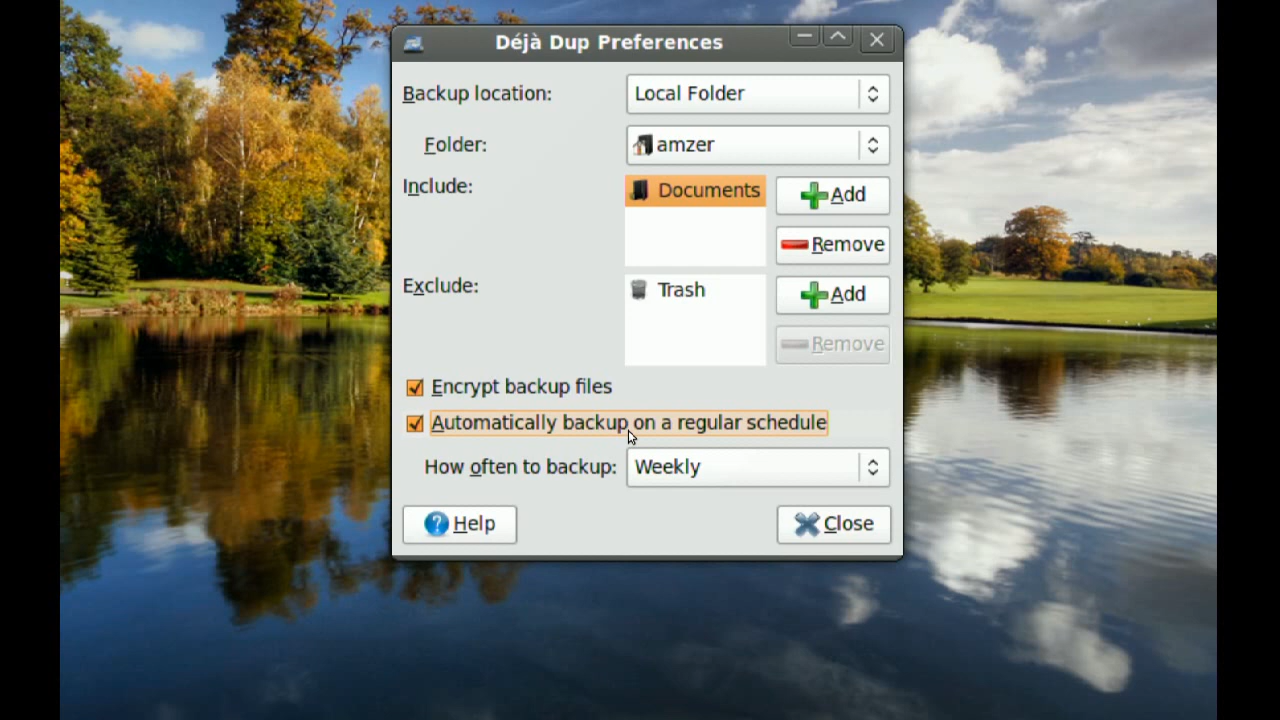 Déjà Dup Preferences
Backup location: Local Folder
Folder: amzer
Include: Documents Add
Remove
Exclude: Trash Add
Remove
Encrypt backup files
Automatically backup on a regular schedule
How often to backup: Weekly
Help Close